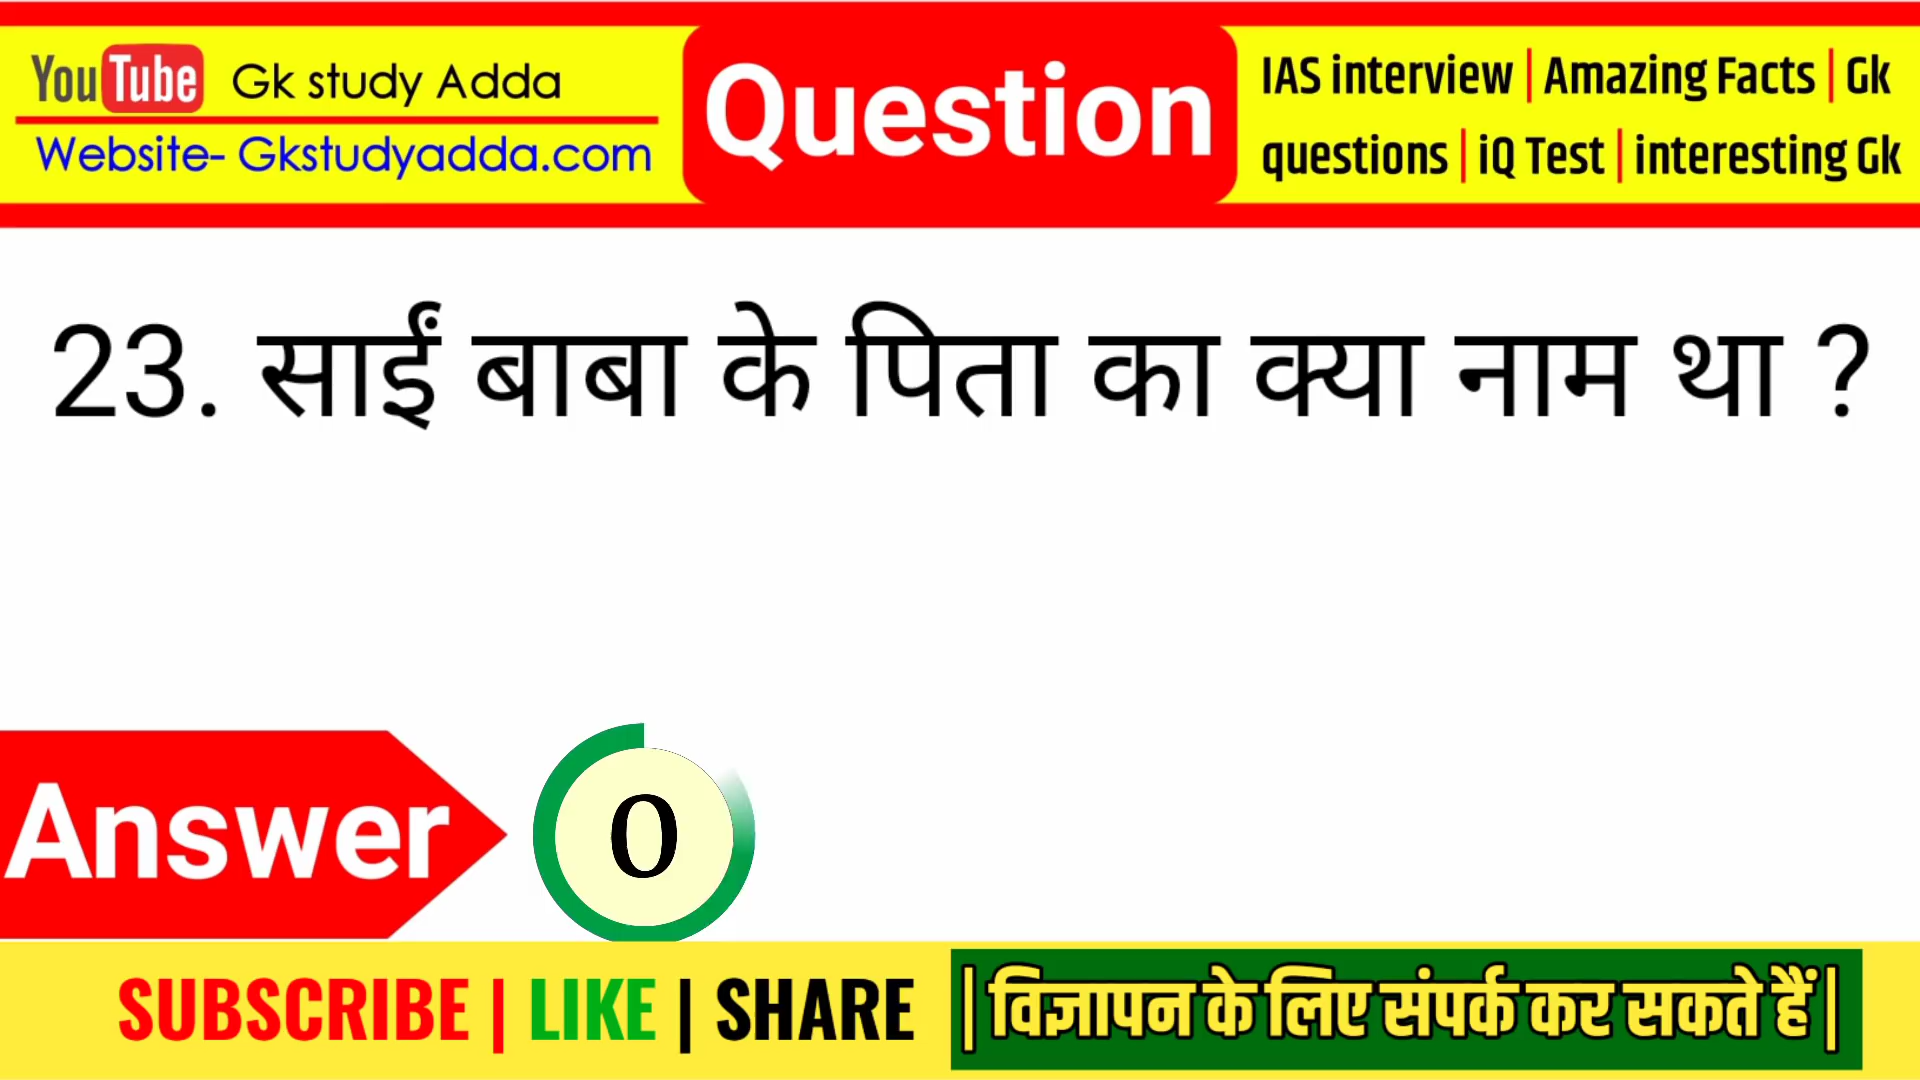 YouTube Gk study Adda
Website- Gkstudyadda.com
Question
IAS interview | Amazing Facts | Gk
questions | iQ Test | interesting Gk
23. साईं बाबा के पिता का क्या नाम था ?
Answer
0
SUBSCRIBE | LIKE | SHARE
| विज्ञापन के लिए संपर्क कर सकते हैं |